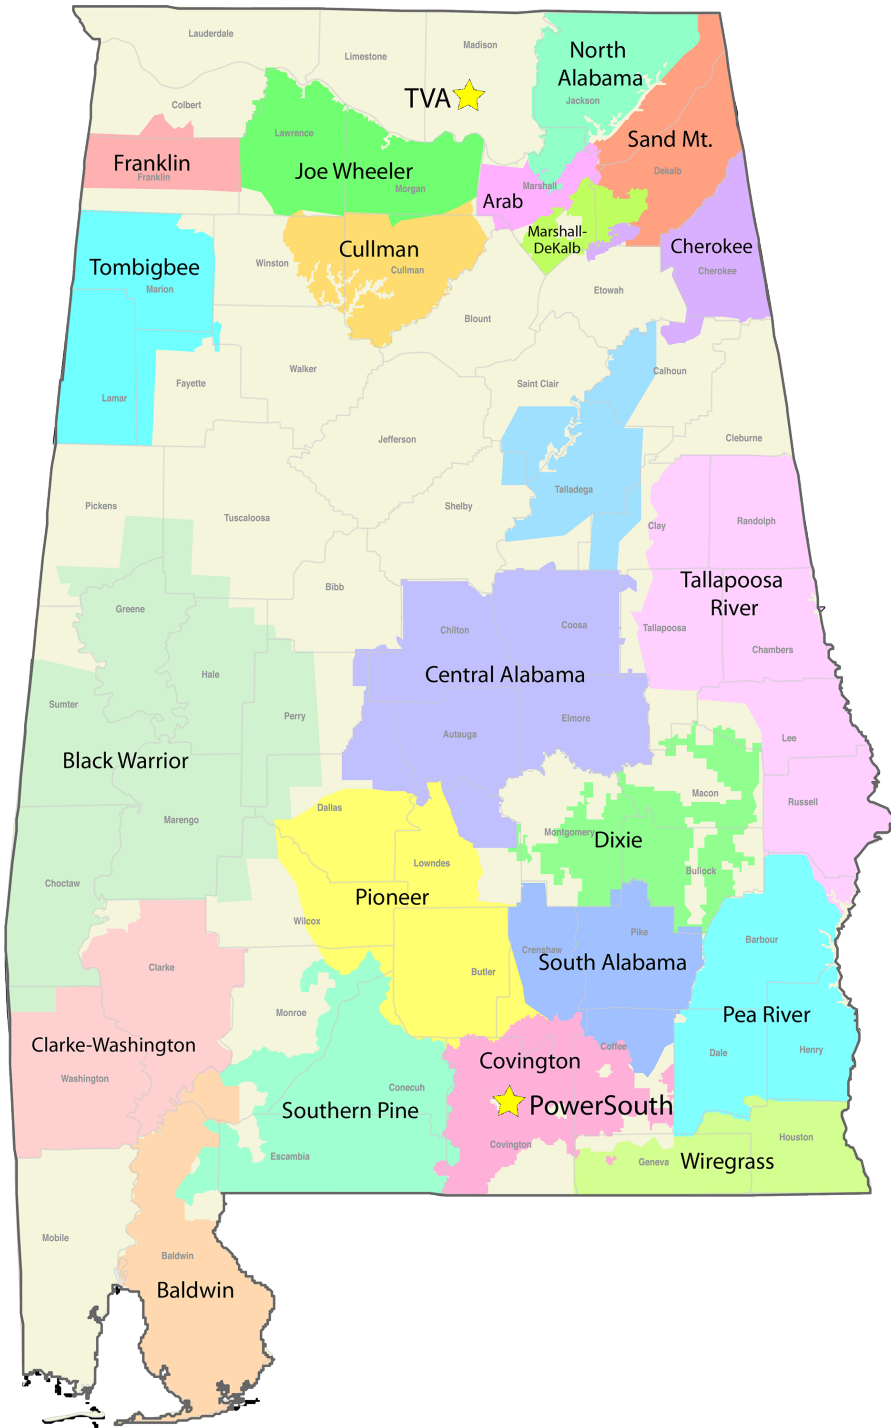 Lauderdale
Limestone
Madison
North
Alabama
Jackson
TVA
Colbert
Lawrence
Sand Mt.
Dekalb
Franklin
Franklin
Joe Wheeler
Morgan
Marshall
Arab
Marshall-
DeKalb
Cherokee
Cherokee
Tombigbee
Marion
Winston
Cullman
Cullman
Etowah
Blount
Walker
Fayette
Lamar
Saint Clair
Calhoun
Jefferson
Cleburne
Talladega
Pickens
Tuscaloosa
Shelby
Clay
Randolph
Bibb
Tallapoosa
River
Tallapoosa
Chambers
Greene
Chilton
Coosa
Central Alabama
Hale
Sumter
Perry
Autauga
Elmore
Lee
Black Warrior
Dallas
Macon
Russell
Marengo
Montgomery
Dixie
Lowndes
Bullock
Choctaw
Pioneer
Wilcox
Pike
Barbour
Crenshaw
South Alabama
Clarke
Butler
Monroe
Pea River
Clarke-Washington
Covington
Coffee
Dale
Henry
Washington
Conecuh
Southern Pine
PowerSouth
Covington
Houston
Escambia
Geneva
Wiregrass
Mobile
Baldwin
Baldwin